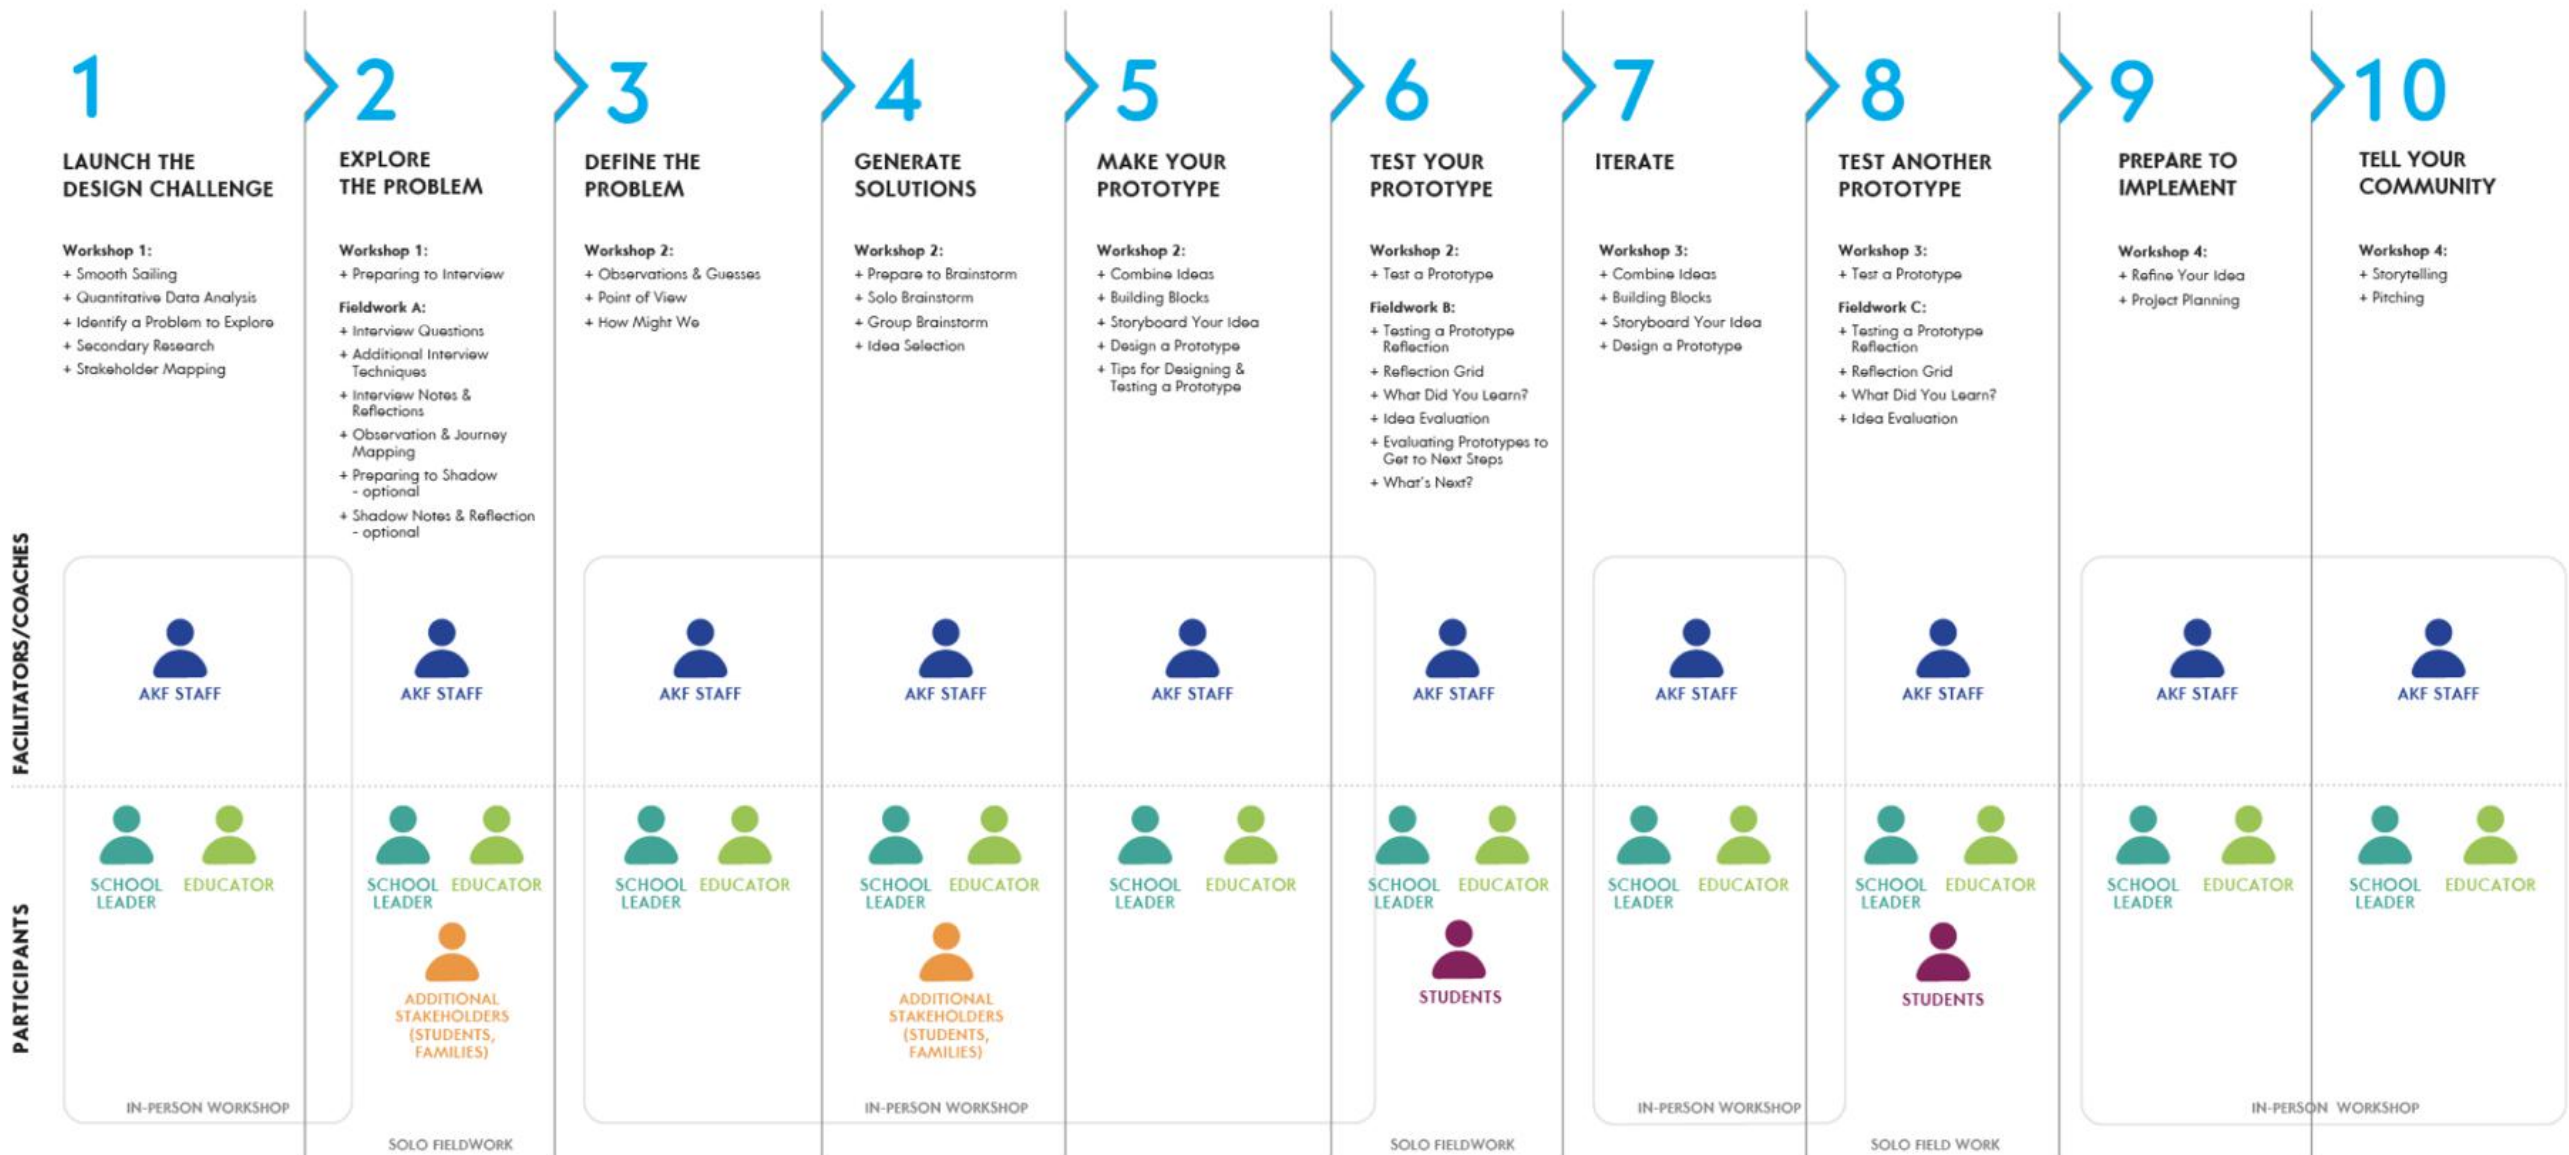 1
LAUNCH THE
DESIGN CHALLENGE
Workshop 1:
+ Smooth Sailing
+ Quantitative Data Analysis
+ Identify a Problem to Explore
+ Secondary Research
+ Stakeholder Mapping
2
EXPLORE
THE PROBLEM
Workshop 1:
+ Preparing to Interview
Fieldwork A:
+ Interview Questions
+ Additional Interview
Techniques
+ Interview Notes &
Reflections
+ Observation & Journey
Mapping
+ Preparing to Shadow
- optional
+ Shadow Notes & Reflection
- optional
3
DEFINE THE
PROBLEM
Workshop 2:
+ Observations & Guesses
+ Point of View
+ How Might We
4
GENERATE
SOLUTIONS
Workshop 2:
+ Prepare to Brainstorm
+ Solo Brainstorm
+ Group Brainstorm
+ Idea Selection
5
MAKE YOUR
PROTOTYPE
Workshop 2:
+ Combine Ideas
+ Building Blocks
+ Storyboard Your Idea
+ Design a Prototype
+ Tips for Designing &
Testing a Prototype
6
TEST YOUR
PROTOTYPE
Workshop 2:
+ Test a Prototype
Fieldwork B:
+ Testing a Prototype
Reflection
+ Reflection Grid
+ What Did You Learn?
+ Idea Evaluation
+ Evaluating Prototypes to
Get to Next Steps
+ What's Next?
7
ITERATE
Workshop 3:
+ Combine Ideas
+ Building Blocks
+ Storyboard Your Idea
+ Design a Prototype
8
TEST ANOTHER
PROTOTYPE
Workshop 3:
+ Test a Prototype
Fieldwork C:
+ Testing a Prototype
Reflection
+ Reflection Grid
+ What Did You Learn?
+ Idea Evaluation
9
PREPARE TO
IMPLEMENT
Workshop 4:
+ Refine Your Idea
+ Project Planning
10
TELL YOUR
COMMUNITY
Workshop 4:
+ Storytelling
+ Pitching
FACILITATORS/COACHES
AKF STAFF
AKF STAFF
AKF STAFF
AKF STAFF
AKF STAFF
AKF STAFF
AKF STAFF
AKF STAFF
AKF STAFF
AKF STAFF
PARTICIPANTS
SCHOOL
LEADER
EDUCATOR
SCHOOL
LEADER
EDUCATOR
ADDITIONAL
STAKEHOLDERS
(STUDENTS,
FAMILIES)
SCHOOL
LEADER
EDUCATOR
SCHOOL
LEADER
EDUCATOR
ADDITIONAL
STAKEHOLDERS
(STUDENTS,
FAMILIES)
SCHOOL
LEADER
EDUCATOR
SCHOOL
LEADER
EDUCATOR
STUDENTS
SCHOOL
LEADER
EDUCATOR
SCHOOL
LEADER
EDUCATOR
STUDENTS
SCHOOL
LEADER
EDUCATOR
SCHOOL
LEADER
EDUCATOR
IN-PERSON WORKSHOP
IN-PERSON WORKSHOP
IN-PERSON WORKSHOP
IN-PERSON WORKSHOP
SOLO FIELDWORK
SOLO FIELDWORK
SOLO FIELD WORK